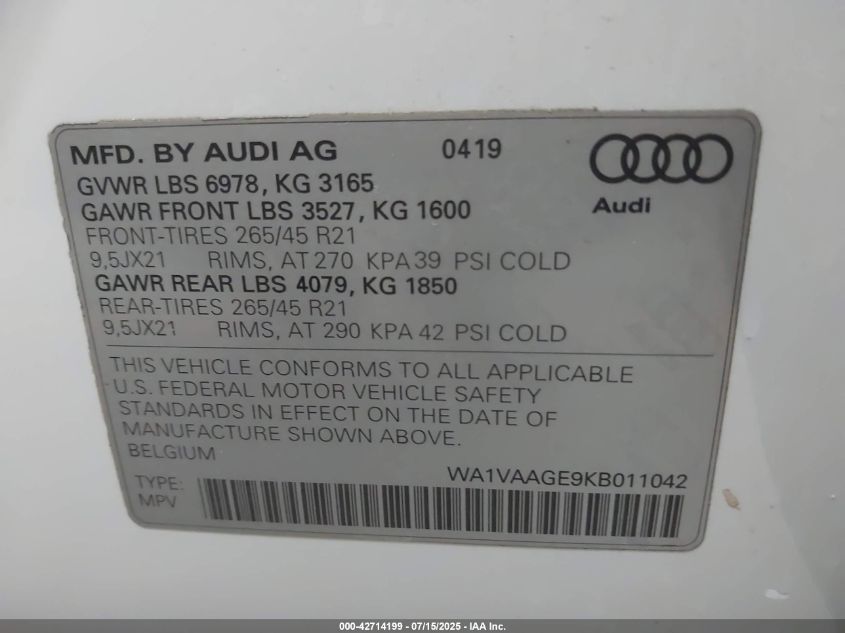 MFD. BY AUDI AG 0419
GVWR LBS 6978, KG 3165
GAWR FRONT LBS 3527, KG 1600
Audi
FRONT-TIRES 265/45 R21
9,5JX21 RIMS, AT 270 KPA 39 PSI COLD
GAWR REAR LBS 4079, KG 1850
REAR-TIRES 265/45 R21
9,5JX21 RIMS, AT 290 KPA 42 PSI COLD
THIS VEHICLE CONFORMS TO ALL APPLICABLE
U.S. FEDERAL MOTOR VEHICLE SAFETY
STANDARDS IN EFFECT ON THE DATE OF
MANUFACTURE SHOWN ABOVE.
BELGIUM
WA1VAAGE9KB011042
TYPE:
MPV
000-42714199 - 07/15/2025 - IAA Inc.